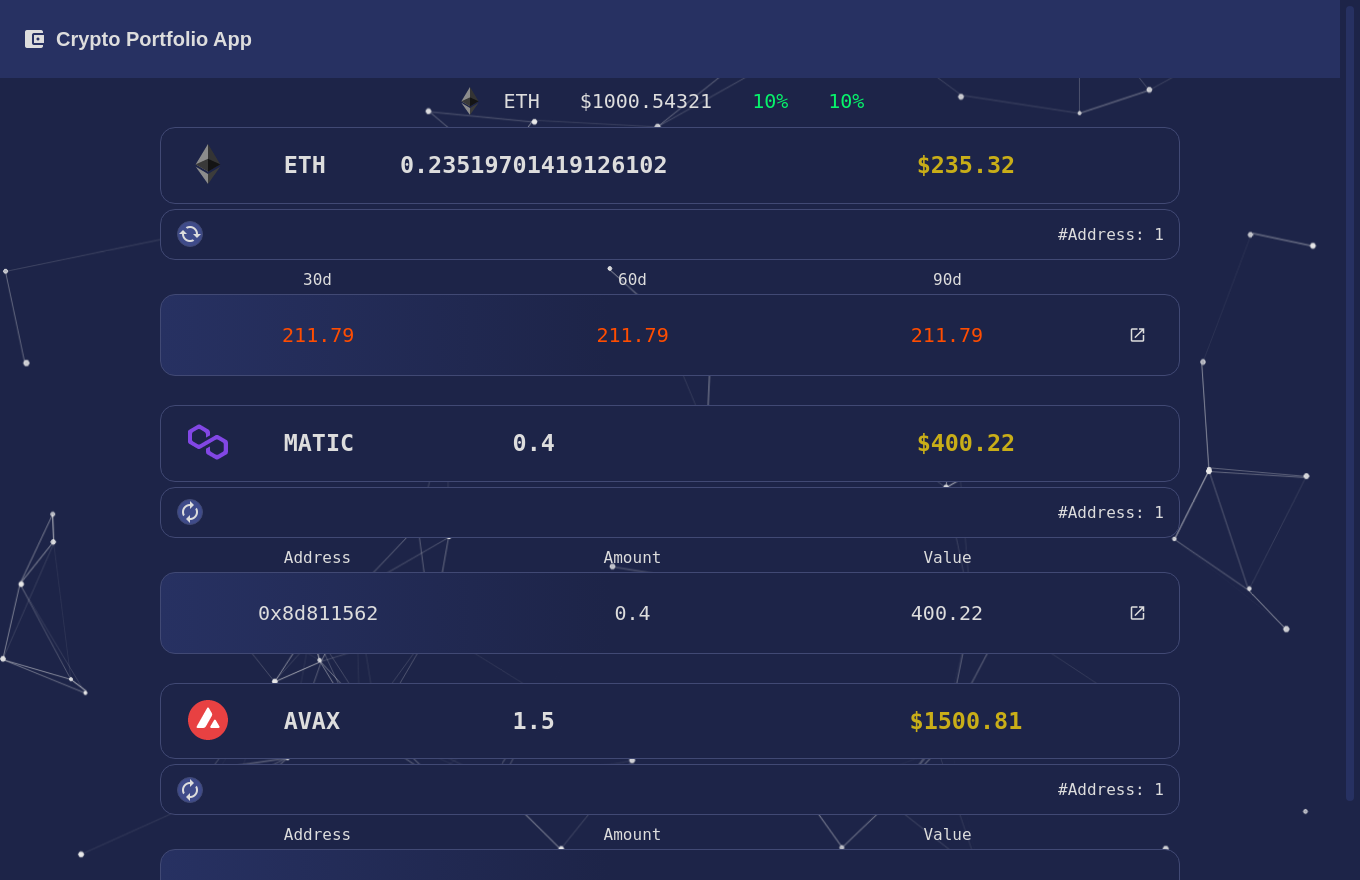 Crypto Portfolio App
ETH $1000.54321 10% 10%
ETH 0.23519701419126102 $235.32
#Address: 1
30d 60d 90d
211.79 211.79 211.79
MATIC 0.4 $400.22
#Address: 1
Address Amount Value
0x8d811562 0.4 400.22
AVAX 1.5 $1500.81
#Address: 1
Address Amount Value